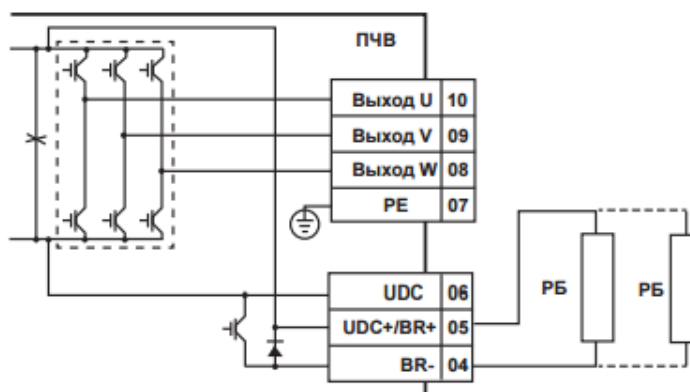 ПЧВ
Выход U 10
Выход V 09
Выход W 08
PE 07
UDC 06
UDC+/BR+ 05
BR- 04
РБ
РБ